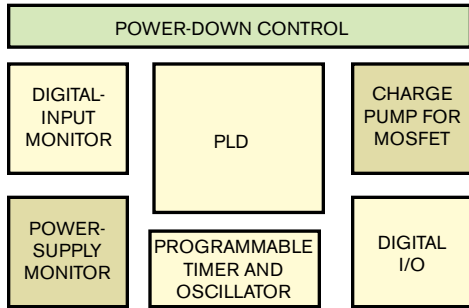 POWER-DOWN CONTROL
DIGITAL-
INPUT
MONITOR
PLD
CHARGE
PUMP FOR
MOSFET
POWER-
SUPPLY
MONITOR
PROGRAMMABLE
TIMER AND
OSCILLATOR
DIGITAL
I/O